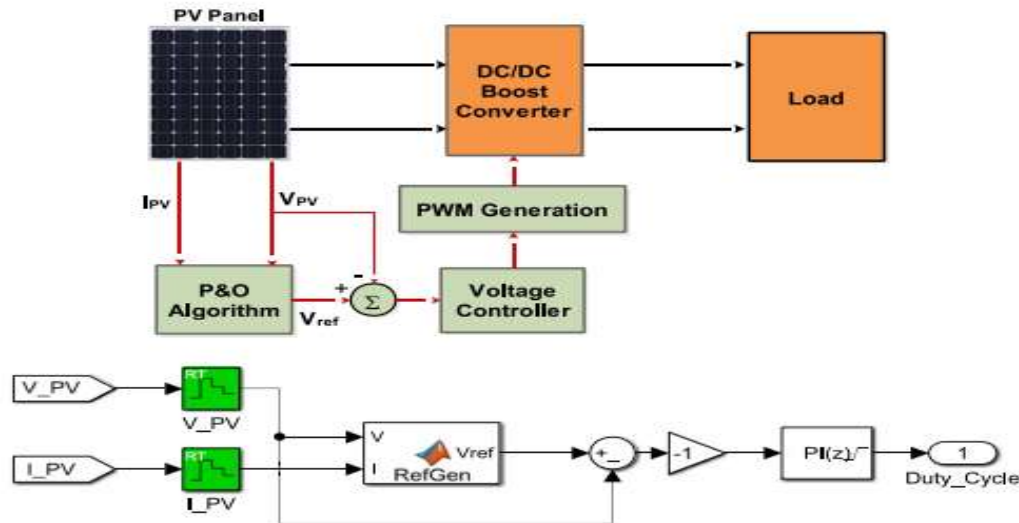 PV Panel
DC/DC
Boost
Converter
Load
IPV
VPV
PWM Generation
P&O
Algorithm
+
-
Σ
Vref
Voltage
Controller
V_PV
RT
V_PV
I_PV
RT
I_PV
V
I
Vref
RefGen
+
-
-1
PI(z)
1
Duty_Cycle